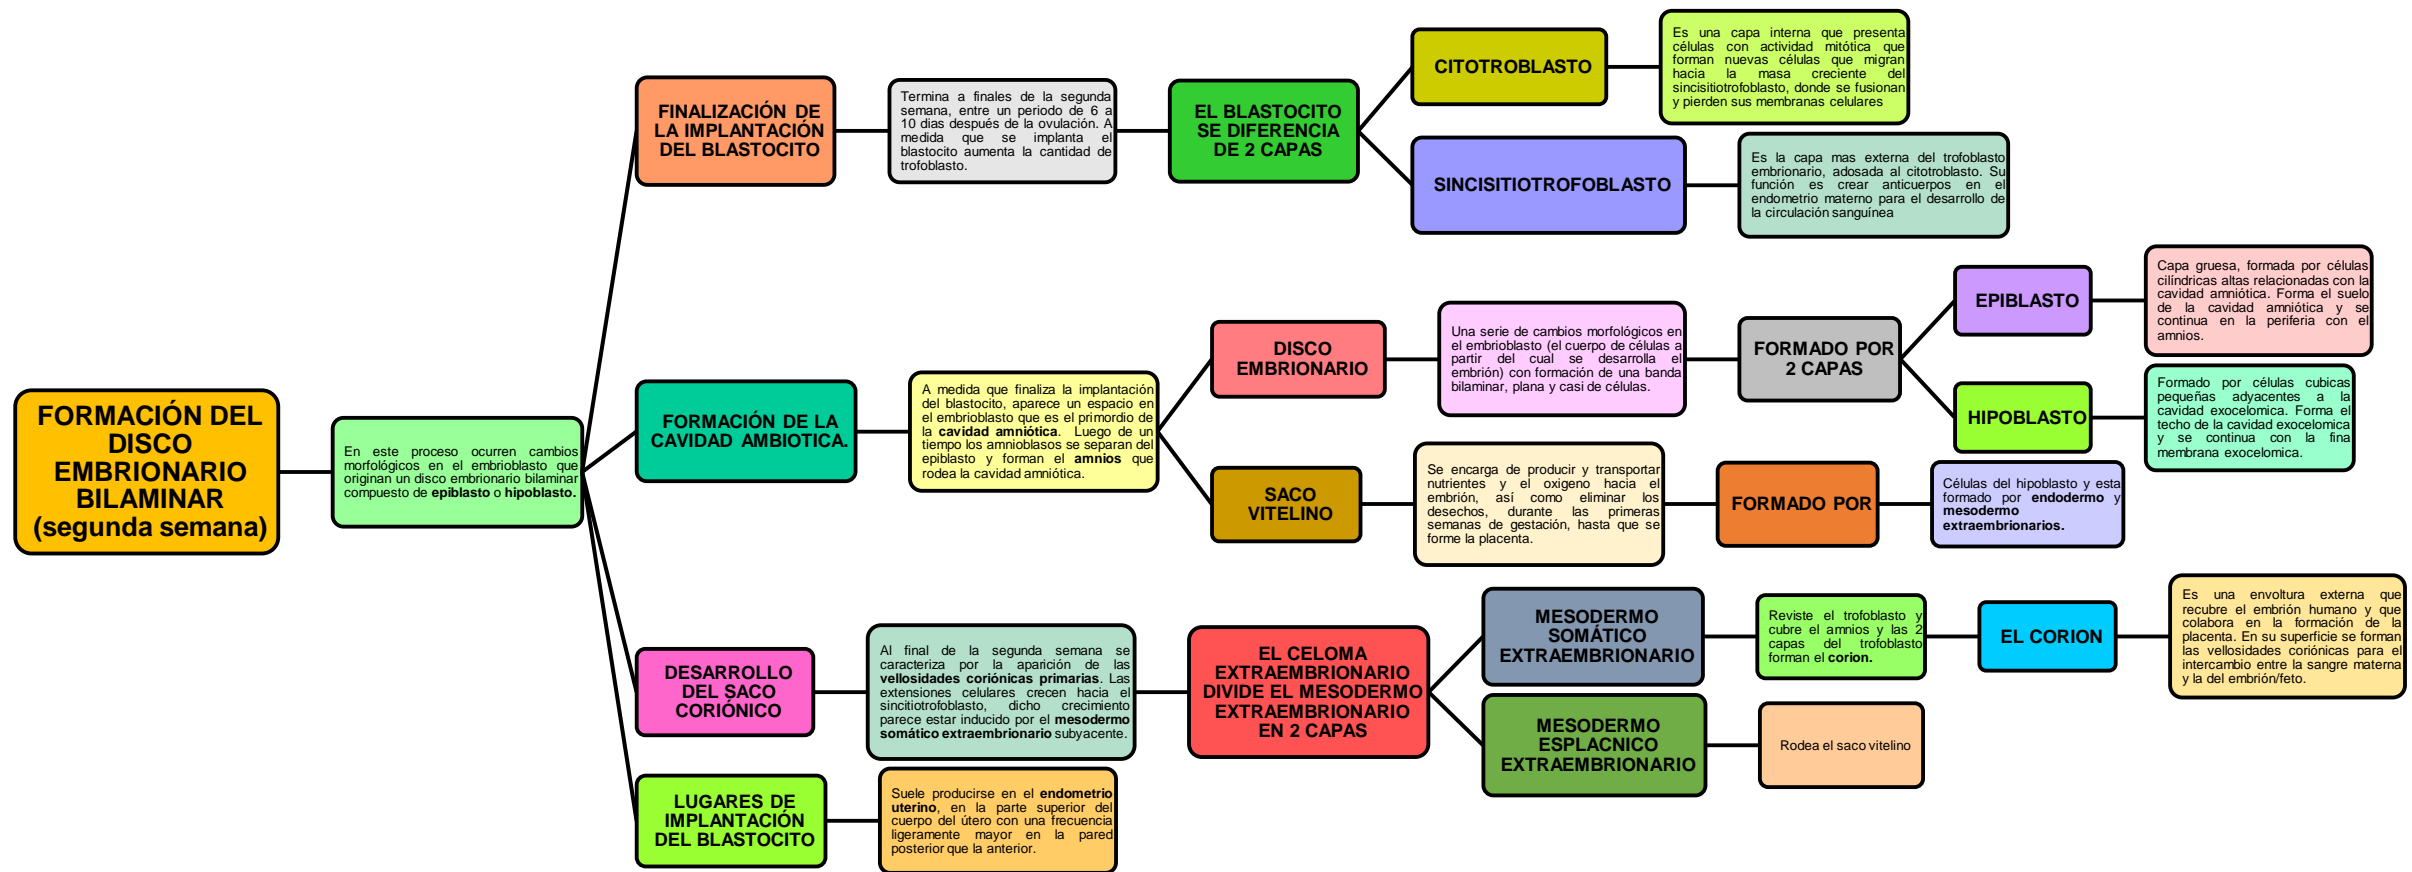 FORMACIÓN DEL
DISCO
EMBRIONARIO
BILAMINAR
(segunda semana)
En este proceso ocurren cambios
morfológicos en el embrioblasto que
originan un disco embrionario bilaminar
compuesto de epiblasto o hipoblasto.
FINALIZACIÓN DE
LA IMPLANTACIÓN
DEL BLASTOCITO
Termina a finales de la segunda
semana, entre un periodo de 6 a
10 dias después de la ovulación. A
medida que se implanta el
blastocito aumenta la cantidad de
trofoblasto.
EL BLASTOCITO
SE DIFERENCIA
DE 2 CAPAS
CITOTROBLASTO
Es una capa interna que presenta
células con actividad mitótica que
forman nuevas células que migran
hacia la masa creciente del
sincisitiotrofoblasto, donde se fusionan
y pierden sus membranas celulares
SINCISITIOTROFOBLASTO
Es la capa mas externa del trofoblasto
embrionario, adosada al citotroblasto. Su
función es crear anticuerpos en el
endometrio materno para el desarrollo de
la circulación sanguínea
FORMACIÓN DE LA
CAVIDAD AMBIOTICA.
A medida que finaliza la implantación
del blastocito, aparece un espacio en
el embrioblasto que es el primordio de
la cavidad amniótica. Luego de un
tiempo los amnioblasos se separan del
epiblasto y forman el amnios que
rodea la cavidad amniótica.
DISCO
EMBRIONARIO
Una serie de cambios morfológicos en
el embrioblasto (el cuerpo de células a
partir del cual se desarrolla el
embrión) con formación de una banda
bilaminar, plana y casi de células.
FORMADO POR
2 CAPAS
EPIBLASTO
Capa gruesa, formada por células
cilíndricas altas relacionadas con la
cavidad amniótica. Forma el suelo
de la cavidad amniótica y se
continua en la periferia con el
amnios.
HIPOBLASTO
Formado por células cubicas
pequeñas adyacentes a la
cavidad exocelomica. Forma el
techo de la cavidad exocelomica
y se continua con la fina
membrana exocelomica.
SACO
VITELINO
Se encarga de producir y transportar
nutrientes y el oxigeno hacia el
embrión, así como eliminar los
desechos, durante las primeras
semanas de gestación, hasta que se
forme la placenta.
FORMADO POR
Células del hipoblasto y esta
formado por endodermo y
mesodermo
extraembrionarios.
DESARROLLO
DEL SACO
CORIÓNICO
Al final de la segunda semana se
caracteriza por la aparición de las
vellosidades coriónicas primarias. Las
extensiones celulares crecen hacia el
sincitiotrofoblasto, dicho crecimiento
parece estar inducido por el mesodermo
somático extraembrionario subyacente.
EL CELOMA
EXTRAEMBRIONARIO
DIVIDE EL MESODERMO
EXTRAEMBRIONARIO
EN 2 CAPAS
MESODERMO
SOMÁTICO
EXTRAEMBRIONARIO
Reviste el trofoblasto y
cubre el amnios y las 2
capas del trofoblasto
forman el corion.
EL CORION
Es una envoltura externa que
recubre el embrión humano y que
colabora en la formación de la
placenta. En su superficie se forman
las vellosidades coriónicas para el
intercambio entre la sangre materna
y la del embrión/feto.
MESODERMO
ESPLACNICO
EXTRAEMBRIONARIO
Rodea el saco vitelino
LUGARES DE
IMPLANTACIÓN
DEL BLASTOCITO
Suele producirse en el endometrio
uterino, en la parte superior del
cuerpo del útero con una frecuencia
ligeramente mayor en la pared
posterior que la anterior.